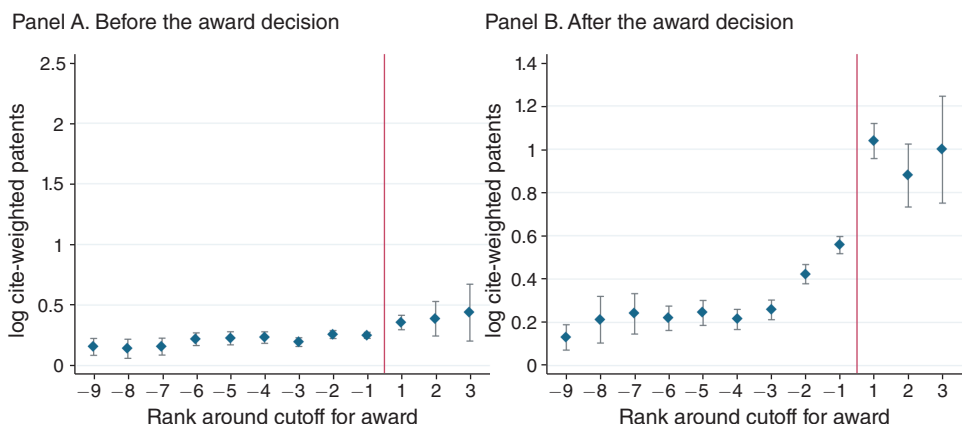 Panel A. Before the award decision
log cite-weighted patents
2.5
2
1.5
1
0.5
0
−9 −8 −7 −6 −5 −4 −3 −2 −1 1 2 3
Rank around cutoff for award
Panel B. After the award decision
log cite-weighted patents
1.4
1.2
1
0.8
0.6
0.4
0.2
0
−9 −8 −7 −6 −5 −4 −3 −2 −1 1 2 3
Rank around cutoff for award